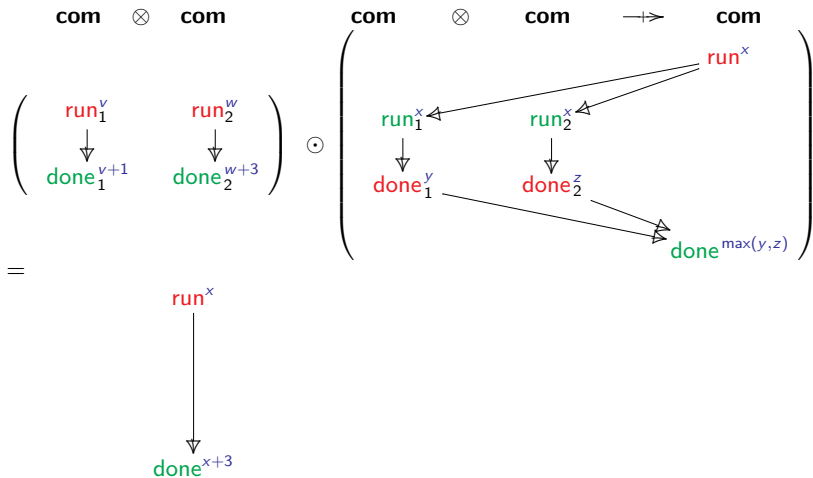 com ⊗ com com ⊗ com ⇸ com
run^x
run_1^v run_2^w ⊙ run_1^x run_2^x
done_1^{v+1} done_2^{w+3} done_1^y done_2^z
done^{max(y,z)}
=
run^x
done^{x+3}